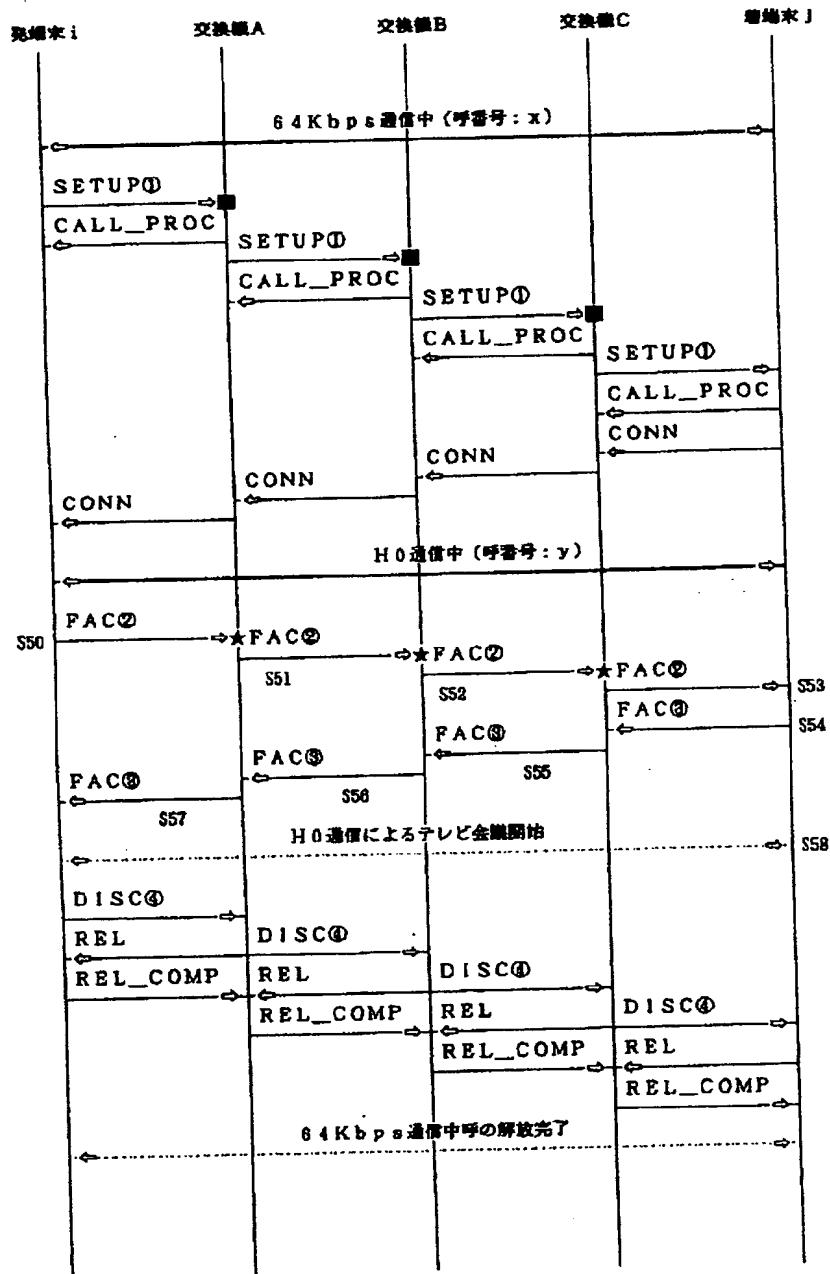 発端末i 交換機A 交換機B 交換機C 着端末j
64Kbps通信中(呼番号:x)
SETUP①
CALL_PROC
SETUP①
CALL_PROC
SETUP①
CALL_PROC
SETUP①
CALL_PROC
CONN
CONN
CONN
CONN
H0通信中(呼番号:y)
S50 FAC② ★FAC②
S51 ★FAC②
S52 ★FAC② S53
FAC③ S54
FAC③ S55
FAC③ S56
FAC③ S57
H0通信によるテレビ会議開始 S58
DISC④
REL DISC④
REL_COMP REL DISC④
REL_COMP REL DISC④
REL_COMP REL
REL_COMP
64Kbps通信中呼の解放完了